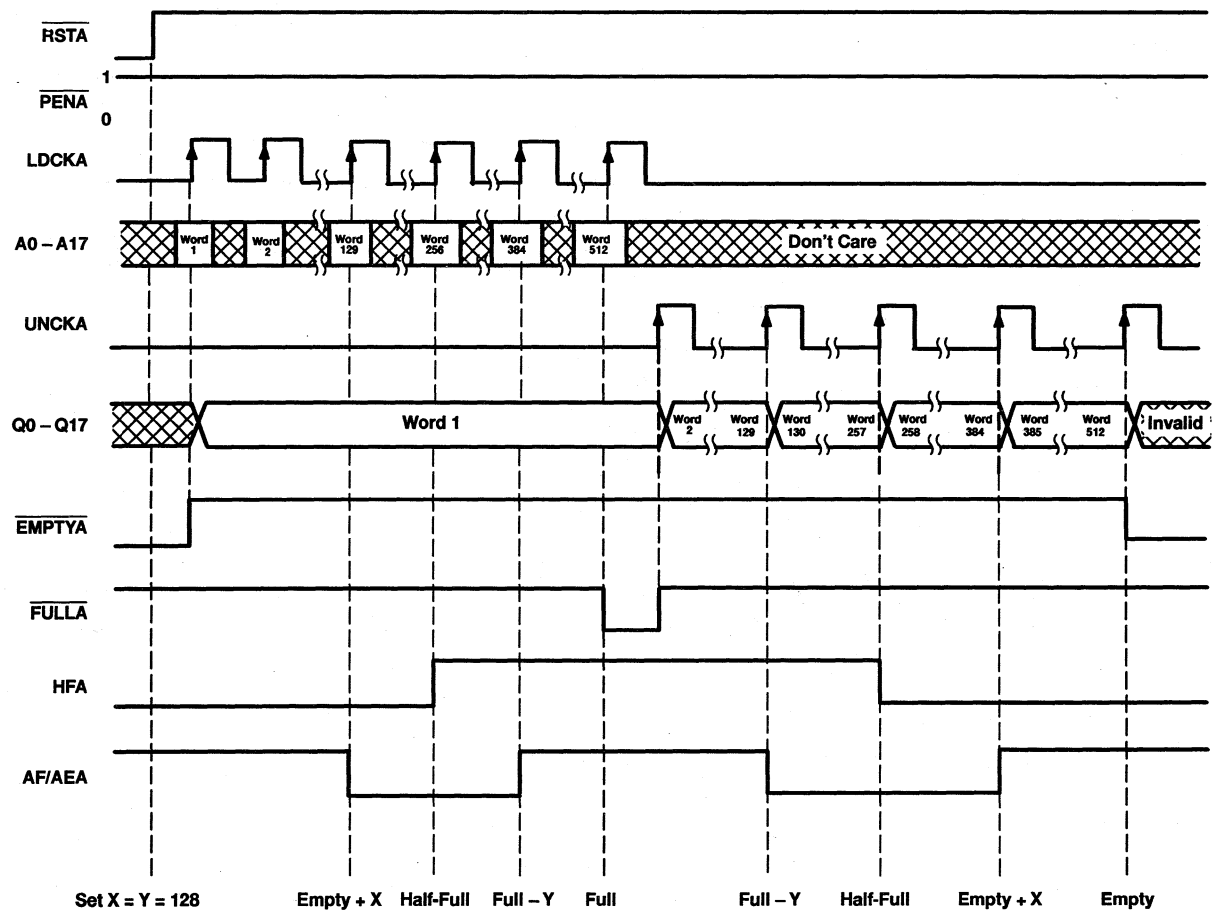 RSTA
1
PENA
0
LDCKA
A0 – A17
Word 1
Word 2
Word 129
Word 256
Word 384
Word 512
Don't Care
UNCKA
Q0 – Q17
Word 1
Word 2
Word 129
Word 130
Word 257
Word 258
Word 384
Word 385
Word 512
Invalid
EMPTYA
FULLA
HFA
AF/AEA
Set X = Y = 128
Empty + X
Half-Full
Full – Y
Full
Full – Y
Half-Full
Empty + X
Empty